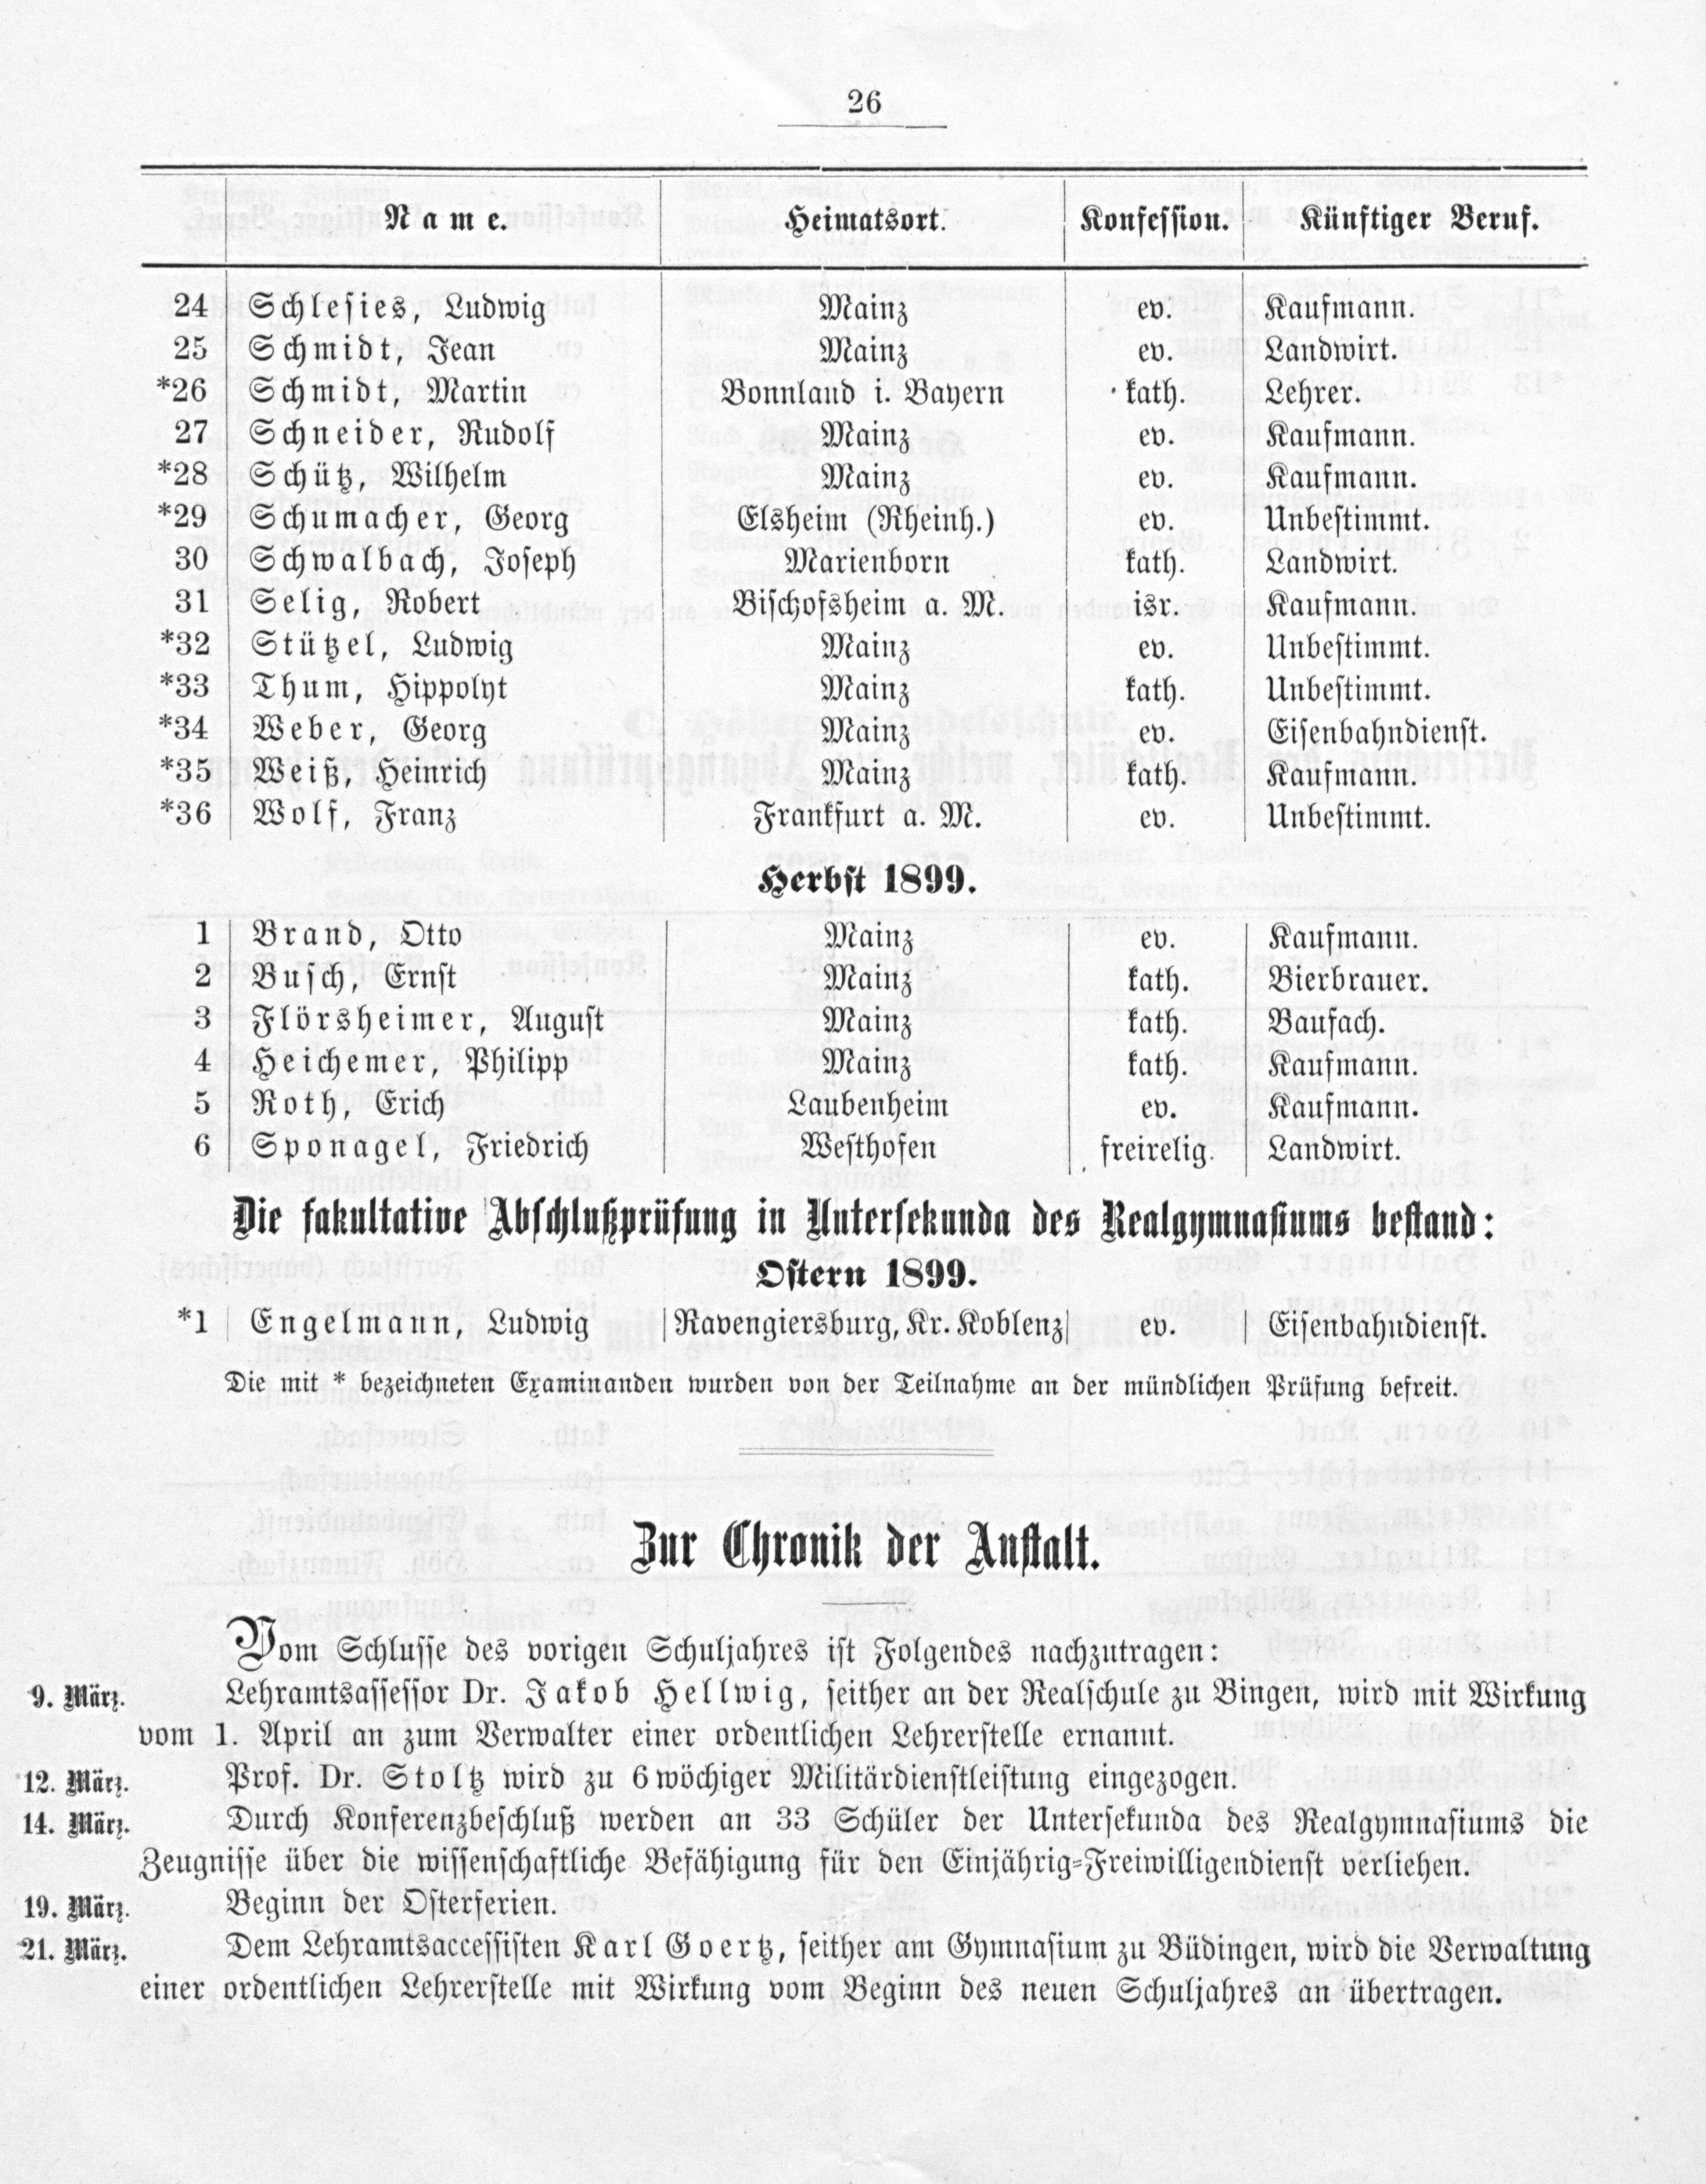 26
Name. Heimatsort. Konfession. Künftiger Beruf.
24 Schlesies, Ludwig Mainz ev. Kaufmann.
25 Schmidt, Jean Mainz ev. Landwirt.
*26 Schmidt, Martin Bonnland i. Bayern kath. Lehrer.
27 Schneider, Rudolf Mainz ev. Kaufmann.
*28 Schütz, Wilhelm Mainz ev. Kaufmann.
*29 Schumacher, Georg Elsheim (Rheinh.) ev. Unbestimmt.
30 Schwalbach, Joseph Marienborn kath. Landwirt.
31 Selig, Robert Bischofsheim a. M. isr. Kaufmann.
*32 Stützel, Ludwig Mainz ev. Unbestimmt.
*33 Thum, Hippolyt Mainz kath. Unbestimmt.
*34 Weber, Georg Mainz ev. Eisenbahndienst.
*35 Weiß, Heinrich Mainz kath. Kaufmann.
*36 Wolf, Franz Frankfurt a. M. ev. Unbestimmt.
Herbst 1899.
1 Brand, Otto Mainz ev. Kaufmann.
2 Busch, Ernst Mainz kath. Bierbrauer.
3 Flörsheimer, August Mainz kath. Baufach.
4 Heichemer, Philipp Mainz kath. Kaufmann.
5 Roth, Erich Laubenheim ev. Kaufmann.
6 Sponagel, Friedrich Westhofen freirelig. Landwirt.
Die fakultative Abschlußprüfung in Untersekunda des Realgymnasiums bestand:
Ostern 1899.
*1 Engelmann, Ludwig Ravengiersburg, Kr. Koblenz ev. Eisenbahndienst.
Die mit * bezeichneten Examinanden wurden von der Teilnahme an der mündlichen Prüfung befreit.
Zur Chronik der Anstalt.
Vom Schlusse des vorigen Schuljahres ist Folgendes nachzutragen:
9. März. Lehramtsassessor Dr. Jakob Hellwig, seither an der Realschule zu Bingen, wird mit Wirkung
vom 1. April an zum Verwalter einer ordentlichen Lehrerstelle ernannt.
12. März. Prof. Dr. Stoltz wird zu 6 wöchiger Militärdienstleistung eingezogen.
14. März. Durch Konferenzbeschluß werden an 33 Schüler der Untersekunda des Realgymnasiums die
Zeugnisse über die wissenschaftliche Befähigung für den Einjährig-Freiwilligendienst verliehen.
19. März. Beginn der Osterferien.
21. März. Dem Lehramtsaccessisten Karl Goertz, seither am Gymnasium zu Büdingen, wird die Verwaltung
einer ordentlichen Lehrerstelle mit Wirkung vom Beginn des neuen Schuljahres an übertragen.